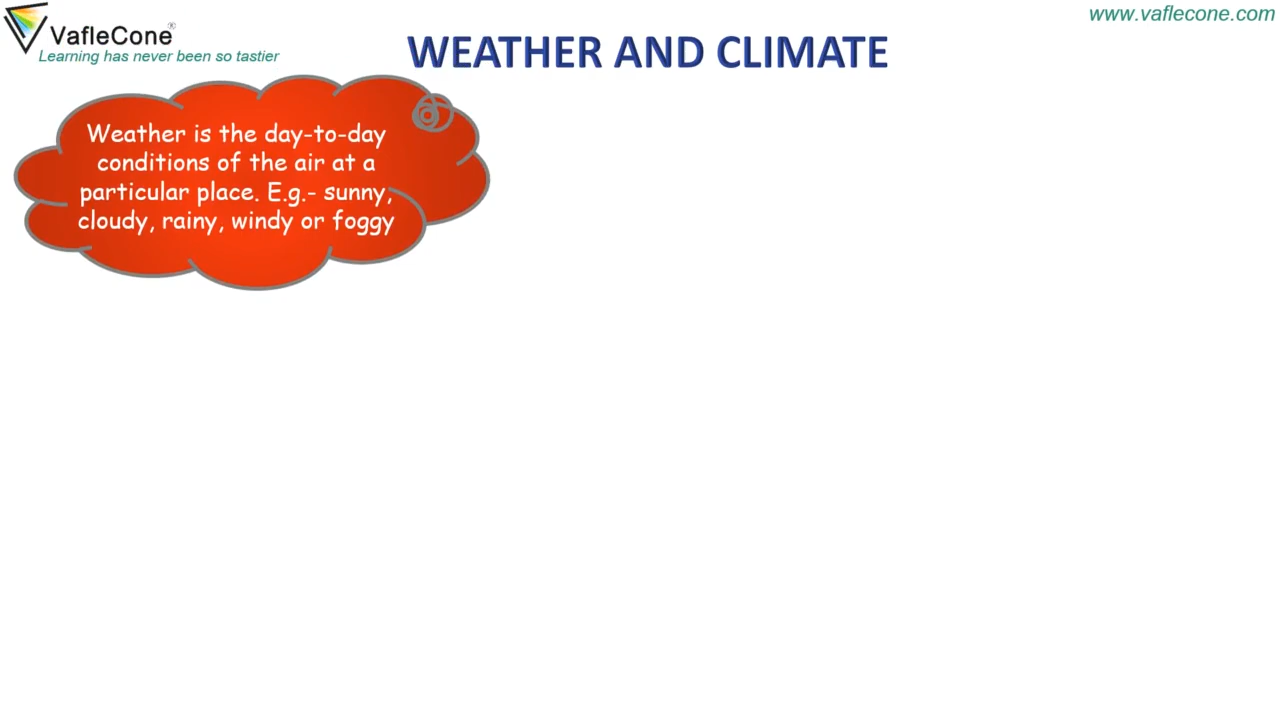 VafleCone®
Learning has never been so tastier
www.vaflecone.com
WEATHER AND CLIMATE
Weather is the day-to-day
conditions of the air at a
particular place. E.g.- sunny,
cloudy, rainy, windy or foggy